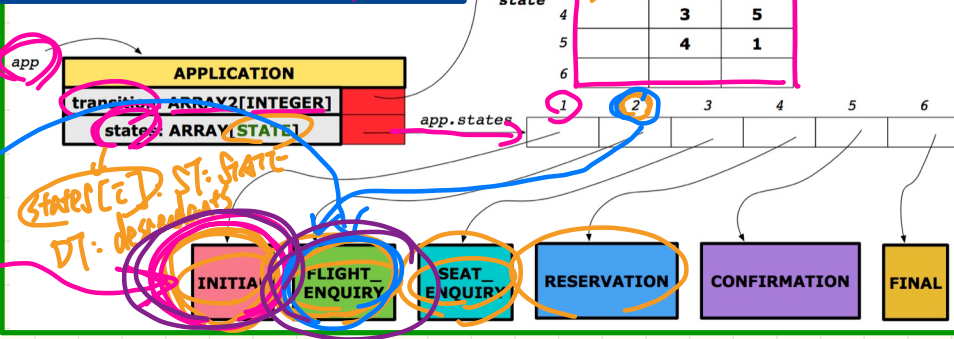 state
4 3 5
5 4 1
6
app
APPLICATION
transition: ARRAY2[INTEGER]
states: ARRAY[STATE]
app.states
1 2 3 4 5 6
states[i]: ST: STATE
DT: descendants
INITIAL
FLIGHT_
ENQUIRY
SEAT_
ENQUIRY
RESERVATION
CONFIRMATION
FINAL